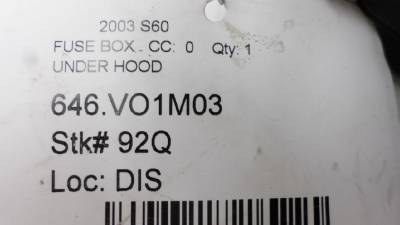 2003 S60
FUSE BOX . CC: 0 Qty: 1
UNDER HOOD
646.VO1M03
Stk# 92Q
Loc: DIS